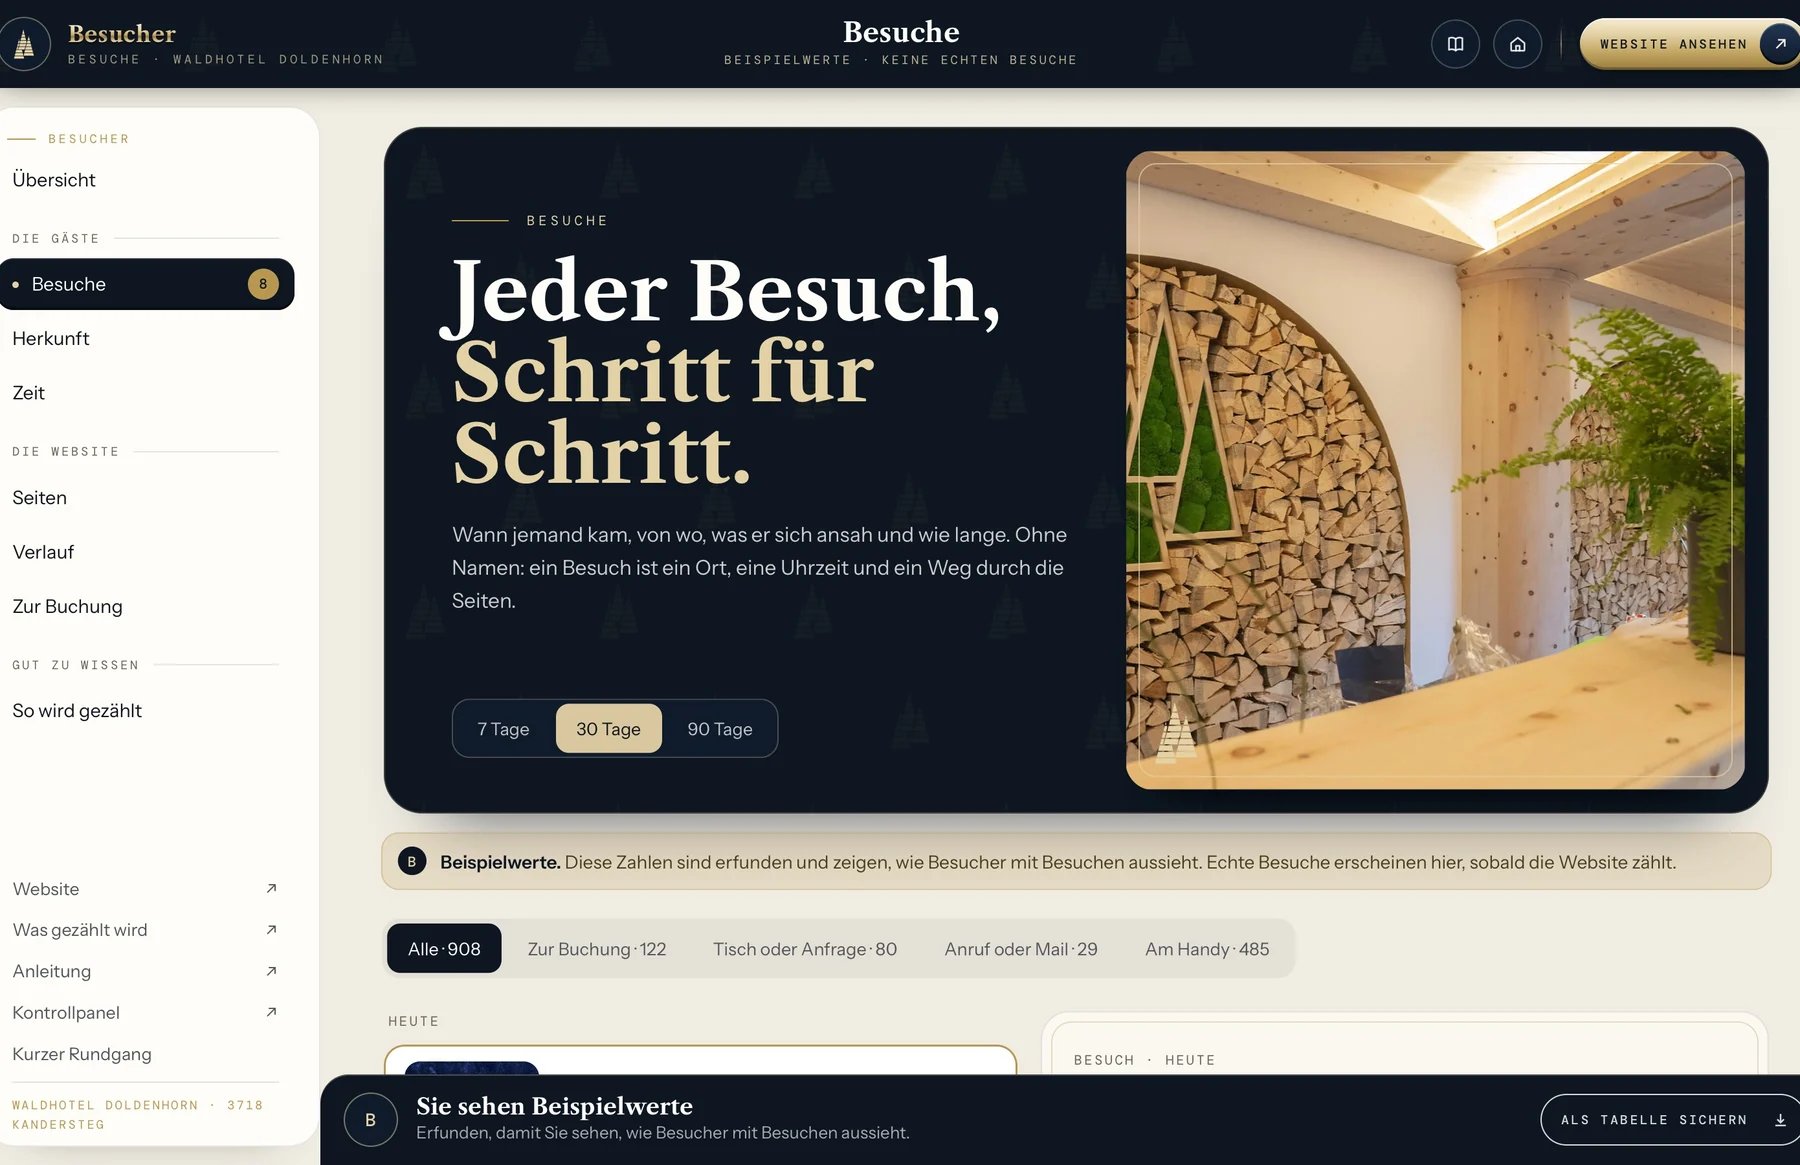 Besucher
BESUCHE · WALDHOTEL DOLDENHORN
Besuche
BEISPIELWERTE · KEINE ECHTEN BESUCHE
WEBSITE ANSEHEN
BESUCHER
Übersicht
DIE GÄSTE
Besuche 8
Herkunft
Zeit
DIE WEBSITE
Seiten
Verlauf
Zur Buchung
GUT ZU WISSEN
So wird gezählt
Website
Was gezählt wird
Anleitung
Kontrollpanel
Kurzer Rundgang
WALDHOTEL DOLDENHORN · 3718
KANDERSTEG
BESUCHE
Jeder Besuch,
Schritt für
Schritt.
Wann jemand kam, von wo, was er sich ansah und wie lange. Ohne
Namen: ein Besuch ist ein Ort, eine Uhrzeit und ein Weg durch die
Seiten.
7 Tage 30 Tage 90 Tage
B Beispielwerte. Diese Zahlen sind erfunden und zeigen, wie Besucher mit Besuchen aussieht. Echte Besuche erscheinen hier, sobald die Website zählt.
Alle · 908 Zur Buchung · 122 Tisch oder Anfrage · 80 Anruf oder Mail · 29 Am Handy · 485
HEUTE
BESUCH · HEUTE
B
Sie sehen Beispielwerte
Erfunden, damit Sie sehen, wie Besucher mit Besuchen aussieht.
ALS TABELLE SICHERN